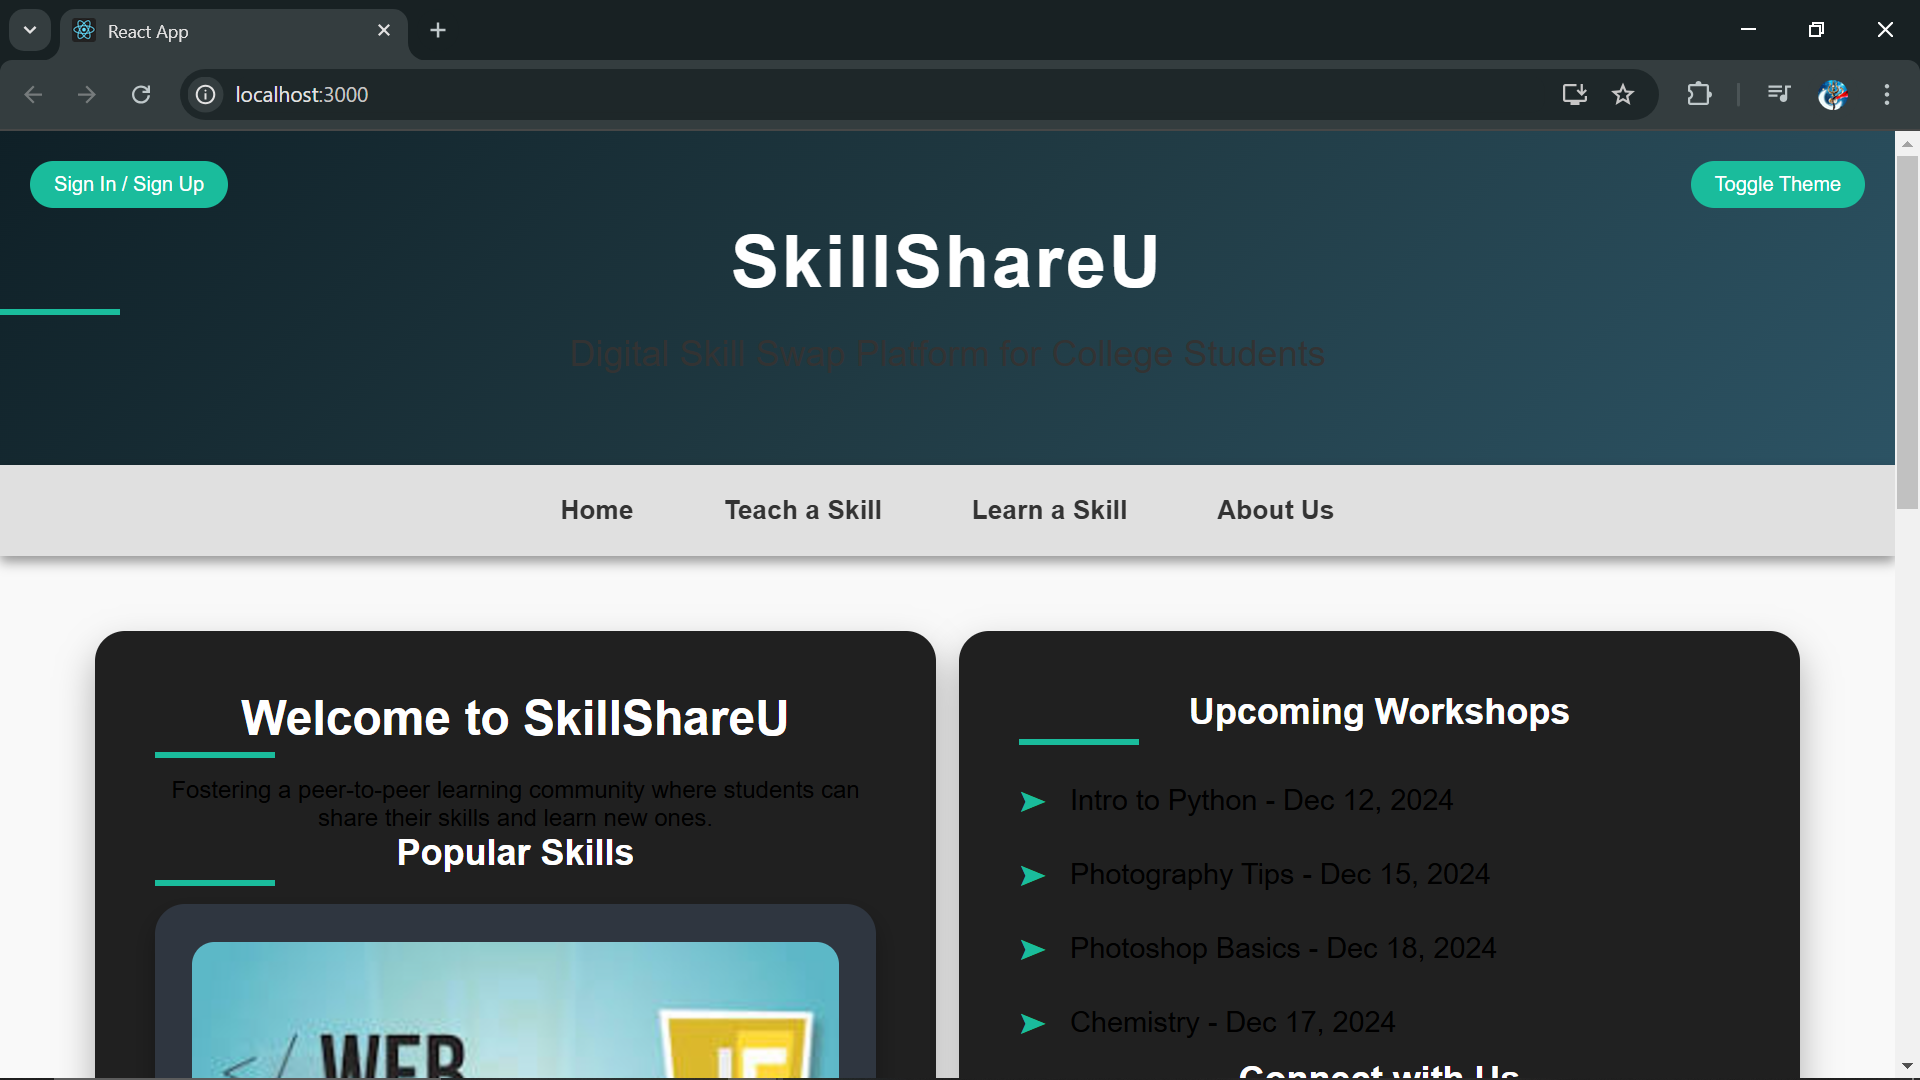 React App
localhost:3000
Sign In / Sign Up
Toggle Theme
SkillShareU
Digital Skill Swap Platform for College Students
Home
Teach a Skill
Learn a Skill
About Us
Welcome to SkillShareU
Fostering a peer-to-peer learning community where students can
share their skills and learn new ones.
Popular Skills
</ WEB
Upcoming Workshops
Intro to Python - Dec 12, 2024
Photography Tips - Dec 15, 2024
Photoshop Basics - Dec 18, 2024
Chemistry - Dec 17, 2024
Connect with Us